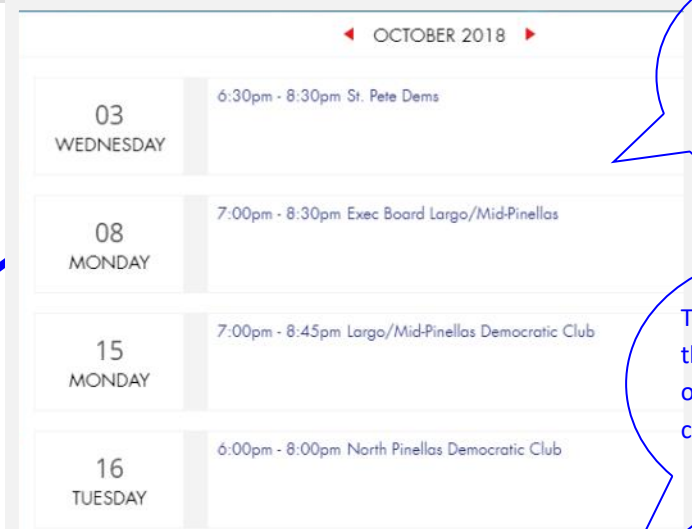 OCTOBER 2018
03
WEDNESDAY
6:30pm - 8:30pm St. Pete Dems
08
MONDAY
7:00pm - 8:30pm Exec Board Largo/Mid-Pinellas
15
MONDAY
7:00pm - 8:45pm Largo/Mid-Pinellas Democratic Club
16
TUESDAY
6:00pm - 8:00pm North Pinellas Democratic Club